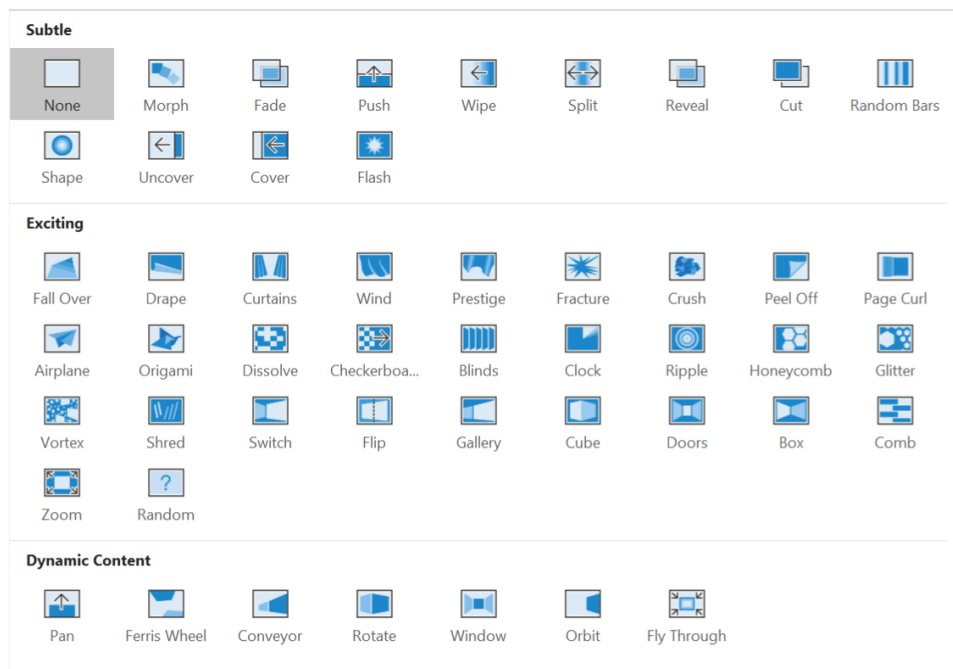 Subtle
None Morph Fade Push Wipe Split Reveal Cut Random Bars
Shape Uncover Cover Flash
Exciting
Fall Over Drape Curtains Wind Prestige Fracture Crush Peel Off Page Curl
Airplane Origami Dissolve Checkerboa... Blinds Clock Ripple Honeycomb Glitter
Vortex Shred Switch Flip Gallery Cube Doors Box Comb
?
Zoom Random
Dynamic Content
Pan Ferris Wheel Conveyor Rotate Window Orbit Fly Through